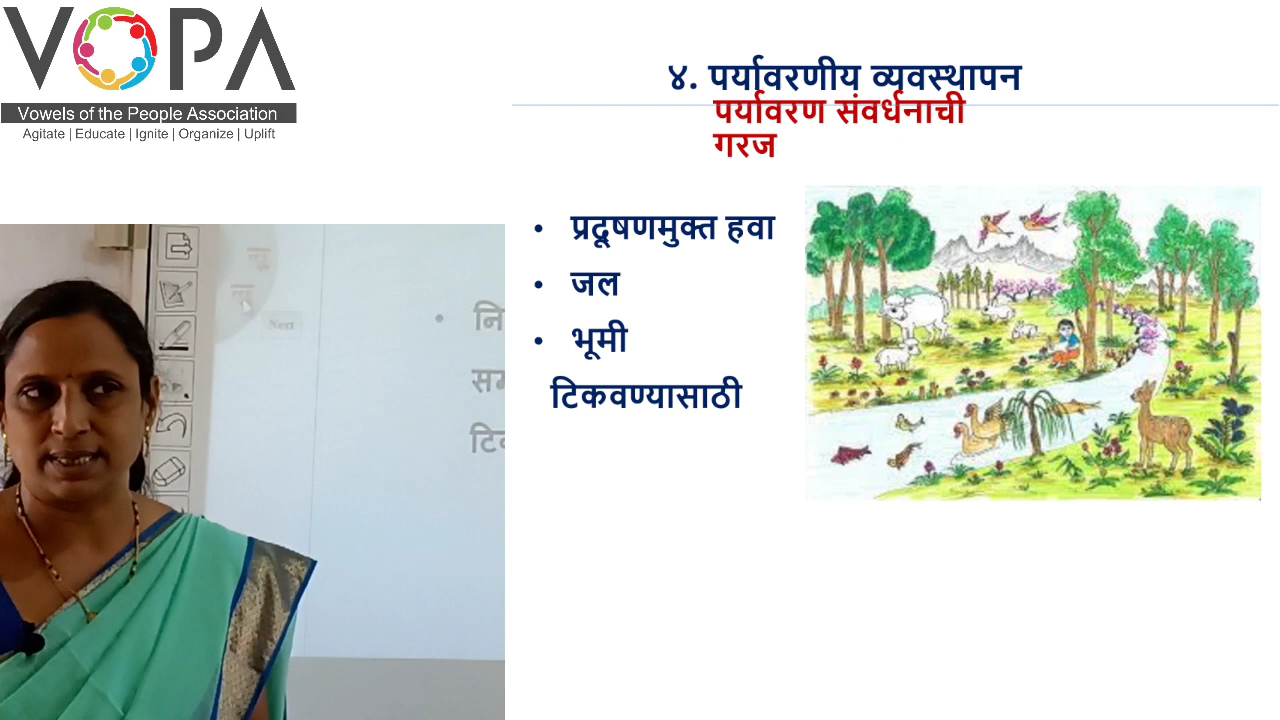 VOPA
Vowels of the People Association
Agitate | Educate | Ignite | Organize | Uplift
४. पर्यावरणीय व्यवस्थापन
पर्यावरण संवर्धनाची
गरज
• प्रदूषणमुक्त हवा
• जल
• भूमी
टिकवण्यासाठी
Next
• नि